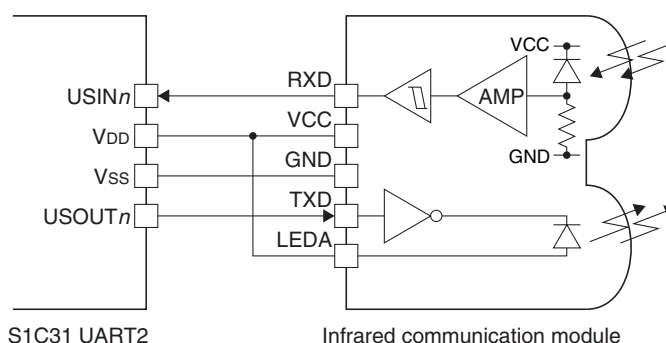 USINn
VDD
VSS
USOUTn
RXD
VCC
GND
TXD
LEDA
AMP
VCC
GND
S1C31 UART2
Infrared communication module